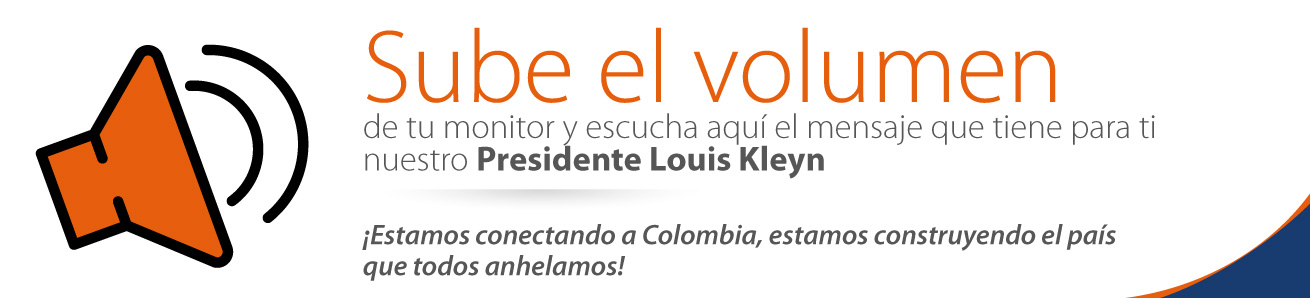 Sube el volumen
de tu monitor y escucha aquí el mensaje que tiene para ti
nuestro Presidente Louis Kleyn
¡Estamos conectando a Colombia, estamos construyendo el país
que todos anhelamos!